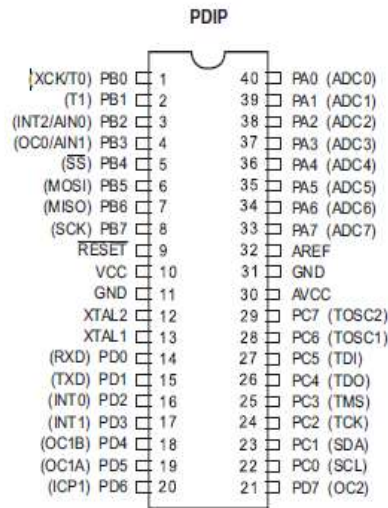 PDIP
(XCK/T0) PB0 1 40 PA0 (ADC0)
(T1) PB1 2 39 PA1 (ADC1)
(INT2/AIN0) PB2 3 38 PA2 (ADC2)
(OC0/AIN1) PB3 4 37 PA3 (ADC3)
(SS) PB4 5 36 PA4 (ADC4)
(MOSI) PB5 6 35 PA5 (ADC5)
(MISO) PB6 7 34 PA6 (ADC6)
(SCK) PB7 8 33 PA7 (ADC7)
RESET 9 32 AREF
VCC 10 31 GND
GND 11 30 AVCC
XTAL2 12 29 PC7 (TOSC2)
XTAL1 13 28 PC6 (TOSC1)
(RXD) PD0 14 27 PC5 (TDI)
(TXD) PD1 15 26 PC4 (TDO)
(INT0) PD2 16 25 PC3 (TMS)
(INT1) PD3 17 24 PC2 (TCK)
(OC1B) PD4 18 23 PC1 (SDA)
(OC1A) PD5 19 22 PC0 (SCL)
(ICP1) PD6 20 21 PD7 (OC2)